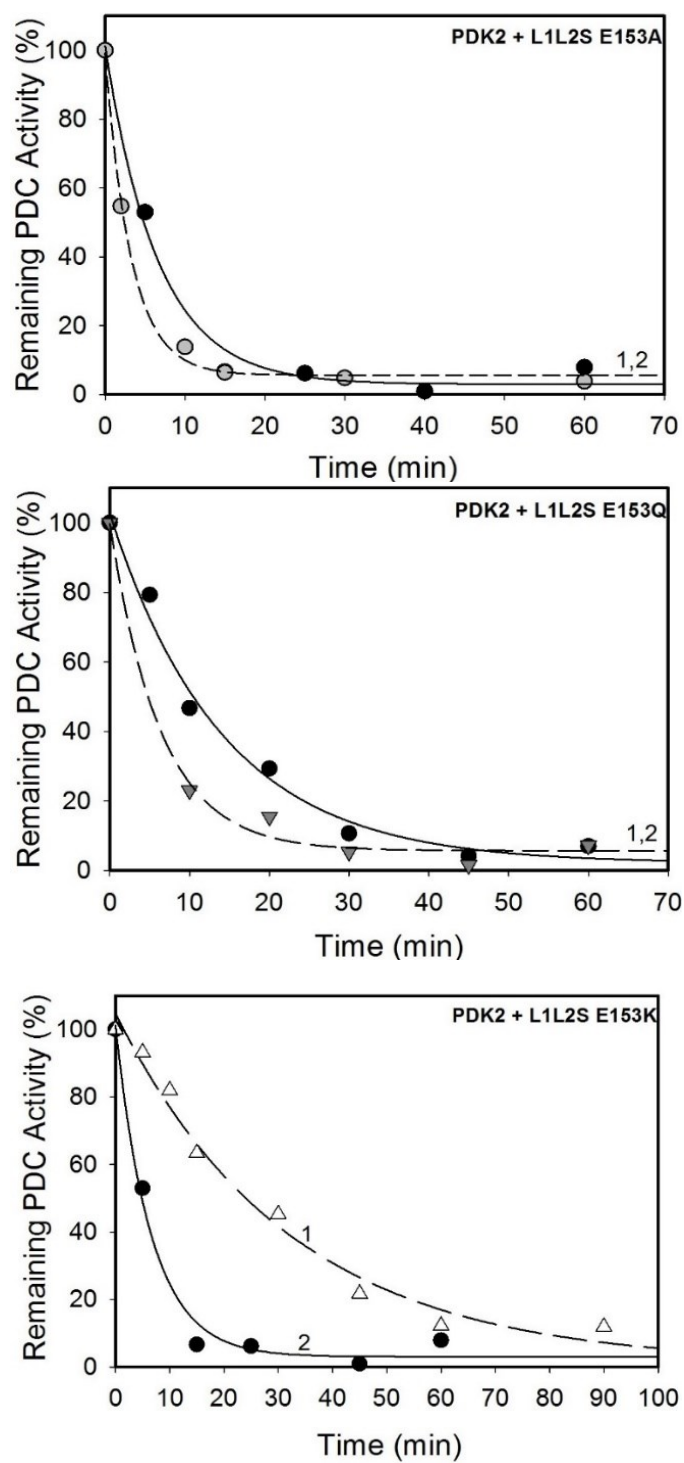 PDK2 + L1L2S E153A
Remaining PDC Activity (%)
100
80
60
40
20
0
1,2
0 10 20 30 40 50 60 70
Time (min)
PDK2 + L1L2S E153Q
Remaining PDC Activity (%)
100
80
60
40
20
0
1,2
0 10 20 30 40 50 60 70
Time (min)
PDK2 + L1L2S E153K
Remaining PDC Activity (%)
100
80
60
40
20
0
1
2
0 10 20 30 40 50 60 70 80 90 100
Time (min)